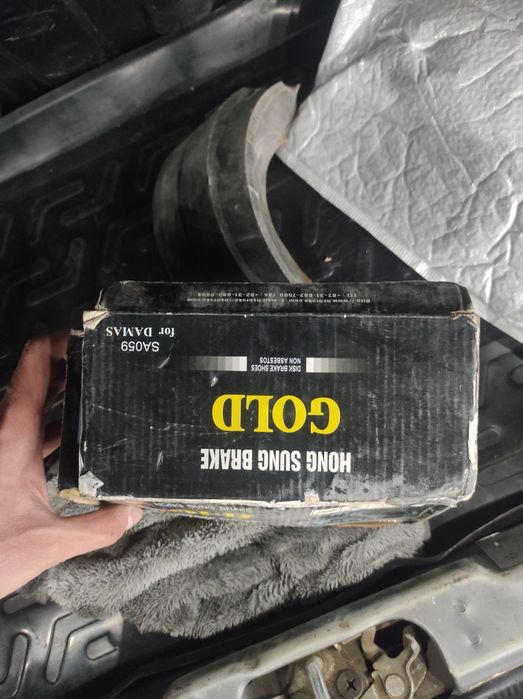 HONG SUNG BRAKE
GOLD
DISK BRAKE SHOES
NON ASBESTOS
SA059
for DAMAS